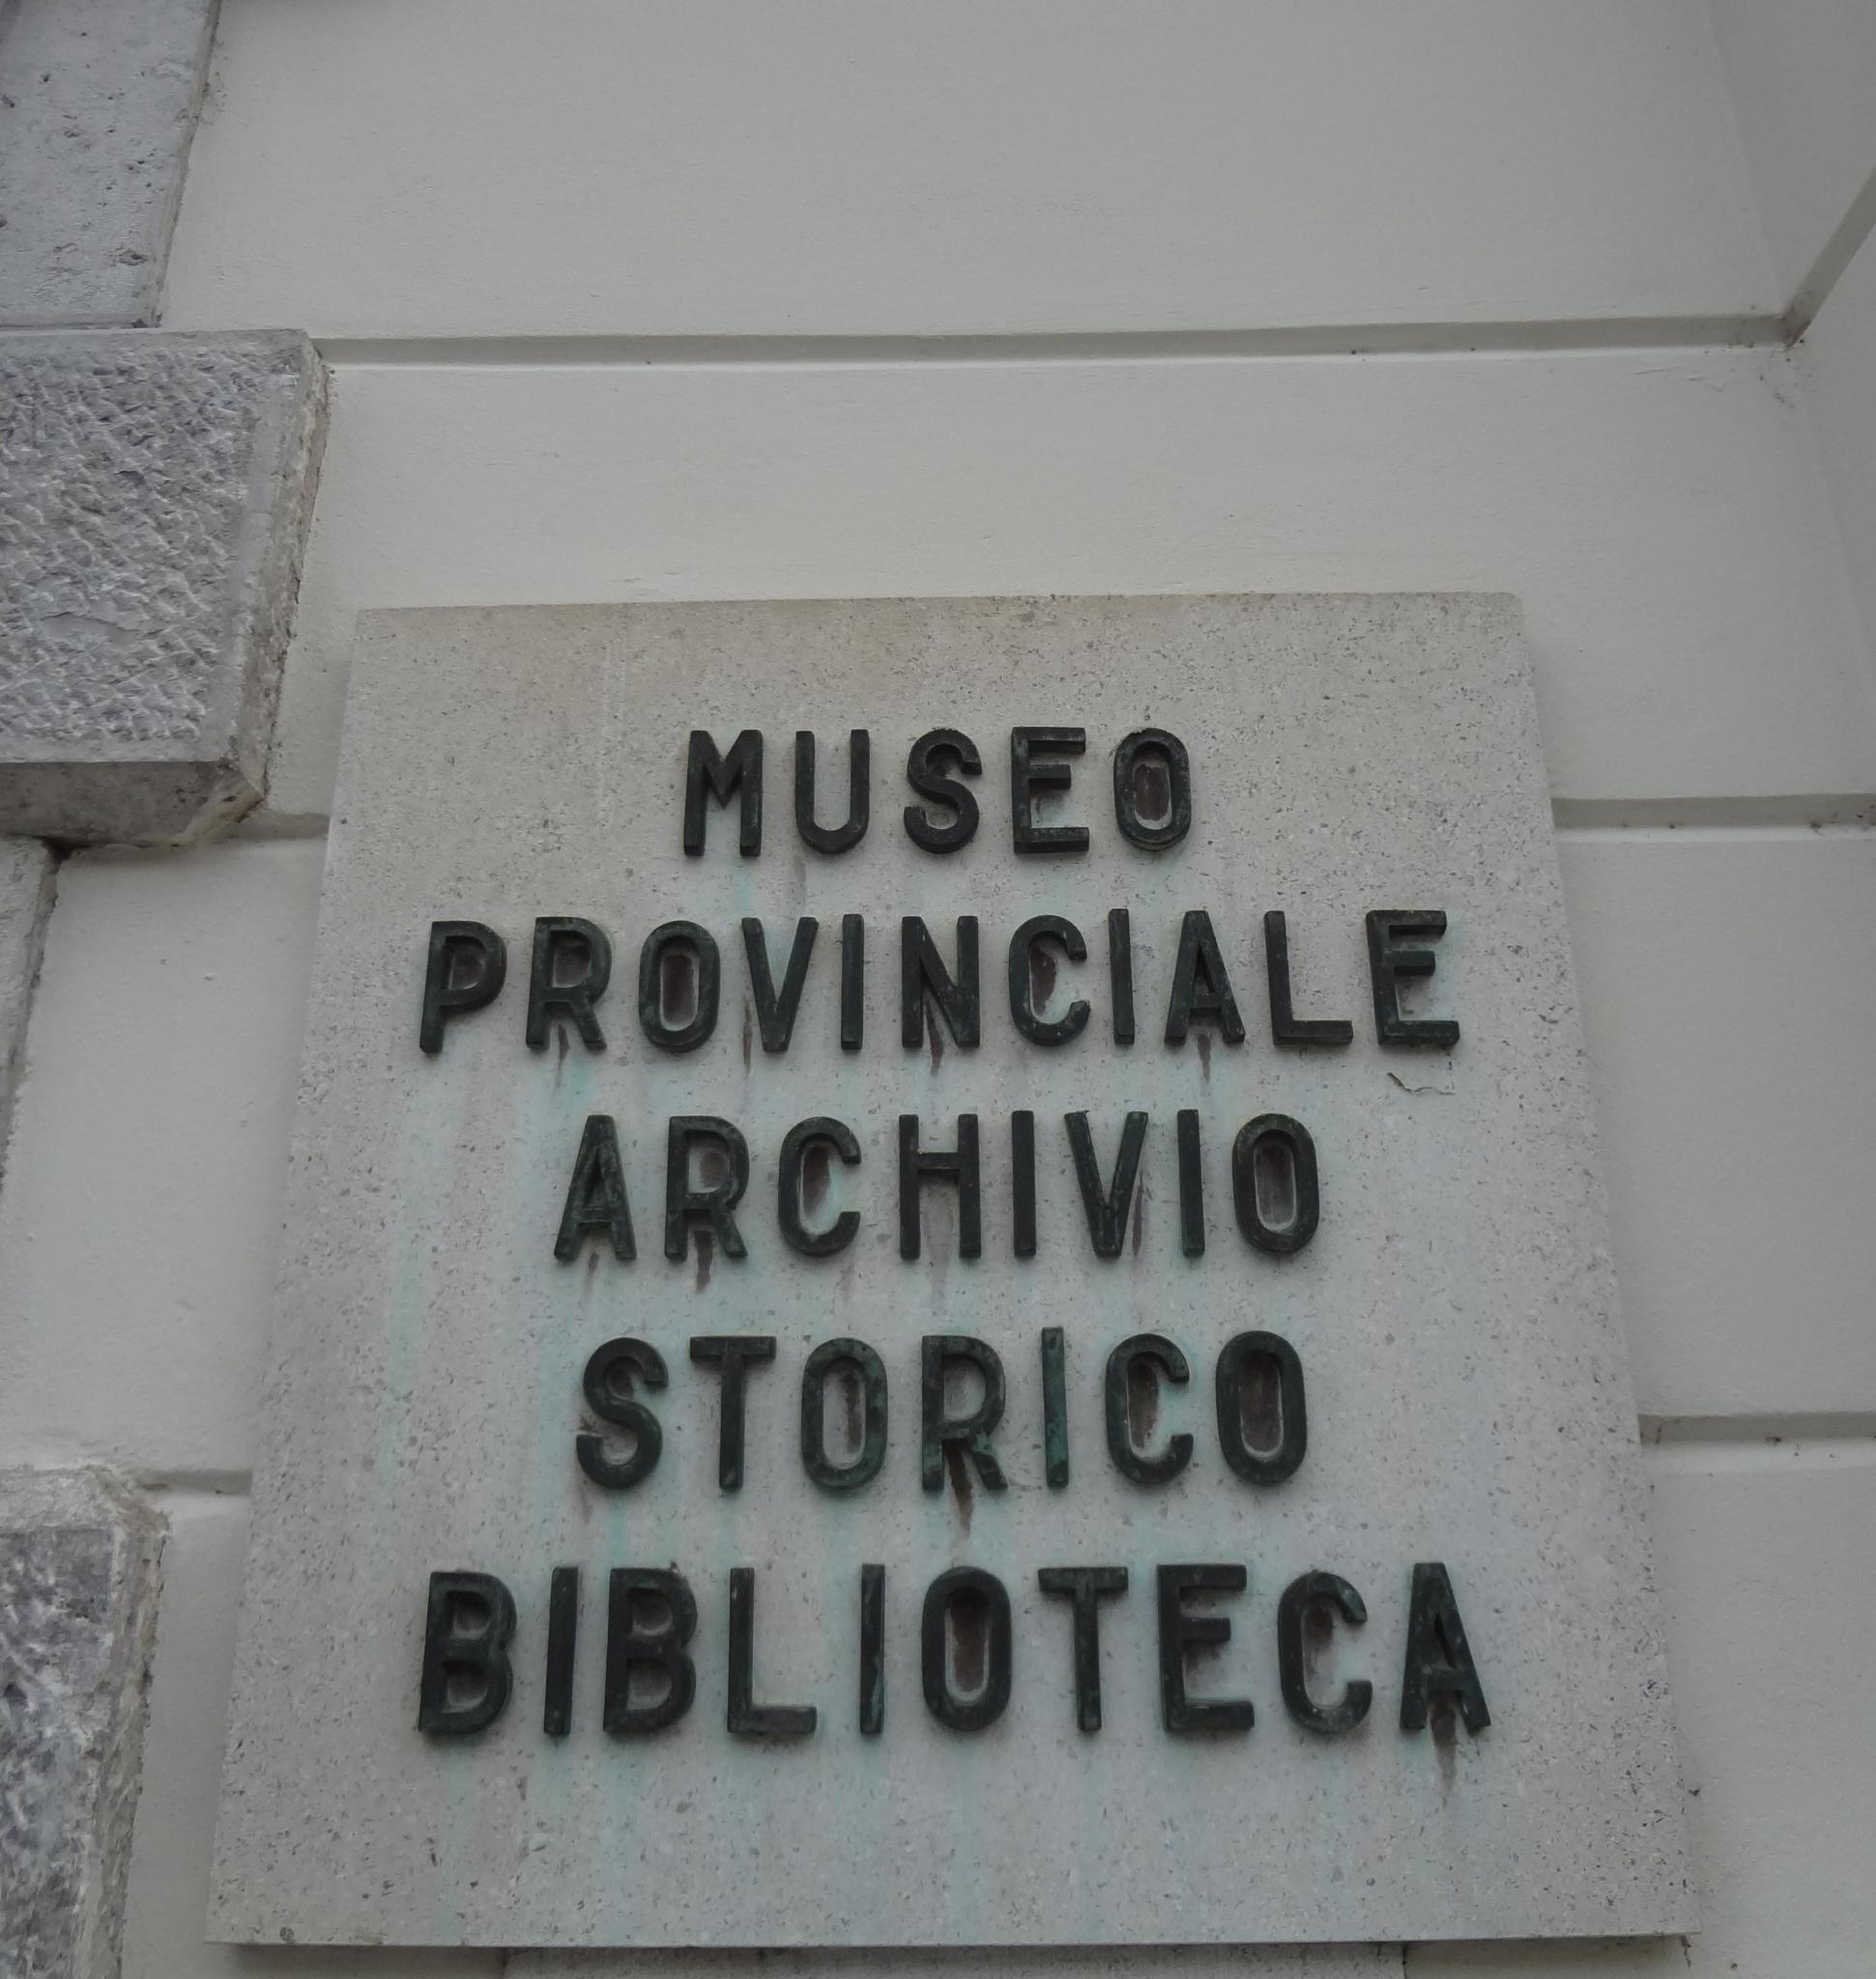 MUSEO
PROVINCIALE
ARCHIVIO
STORICO
BIBLIOTECA